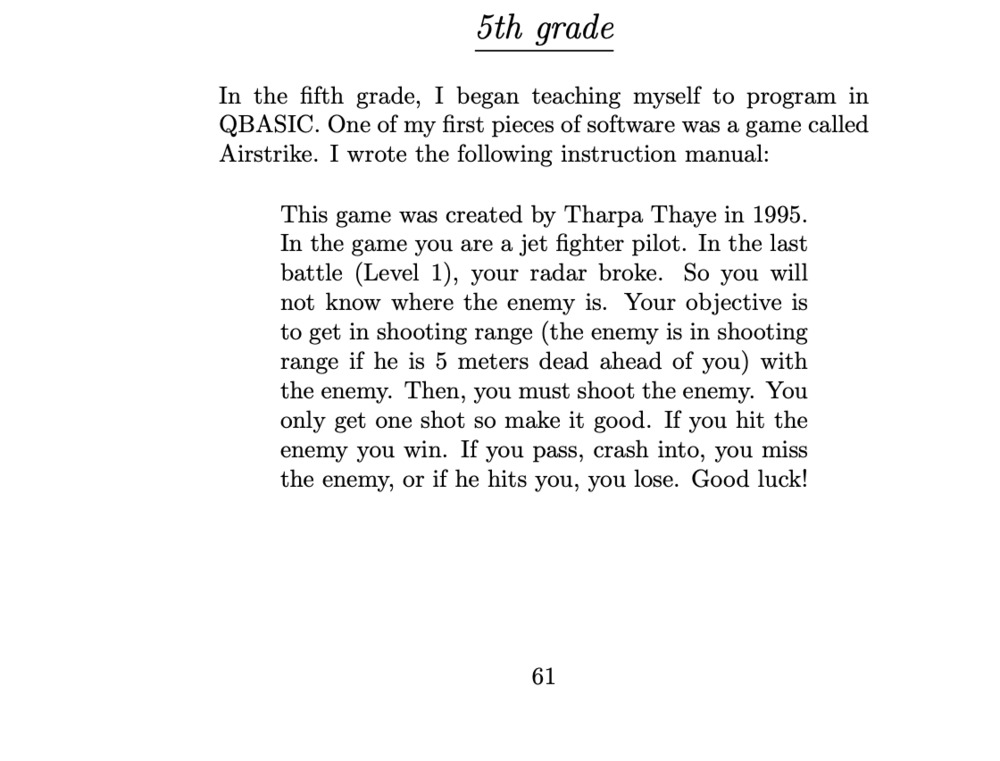 5th grade
In the fifth grade, I began teaching myself to program in
QBASIC. One of my first pieces of software was a game called
Airstrike. I wrote the following instruction manual:
This game was created by Tharpa Thaye in 1995.
In the game you are a jet fighter pilot. In the last
battle (Level 1), your radar broke. So you will
not know where the enemy is. Your objective is
to get in shooting range (the enemy is in shooting
range if he is 5 meters dead ahead of you) with
the enemy. Then, you must shoot the enemy. You
only get one shot so make it good. If you hit the
enemy you win. If you pass, crash into, you miss
the enemy, or if he hits you, you lose. Good luck!
61